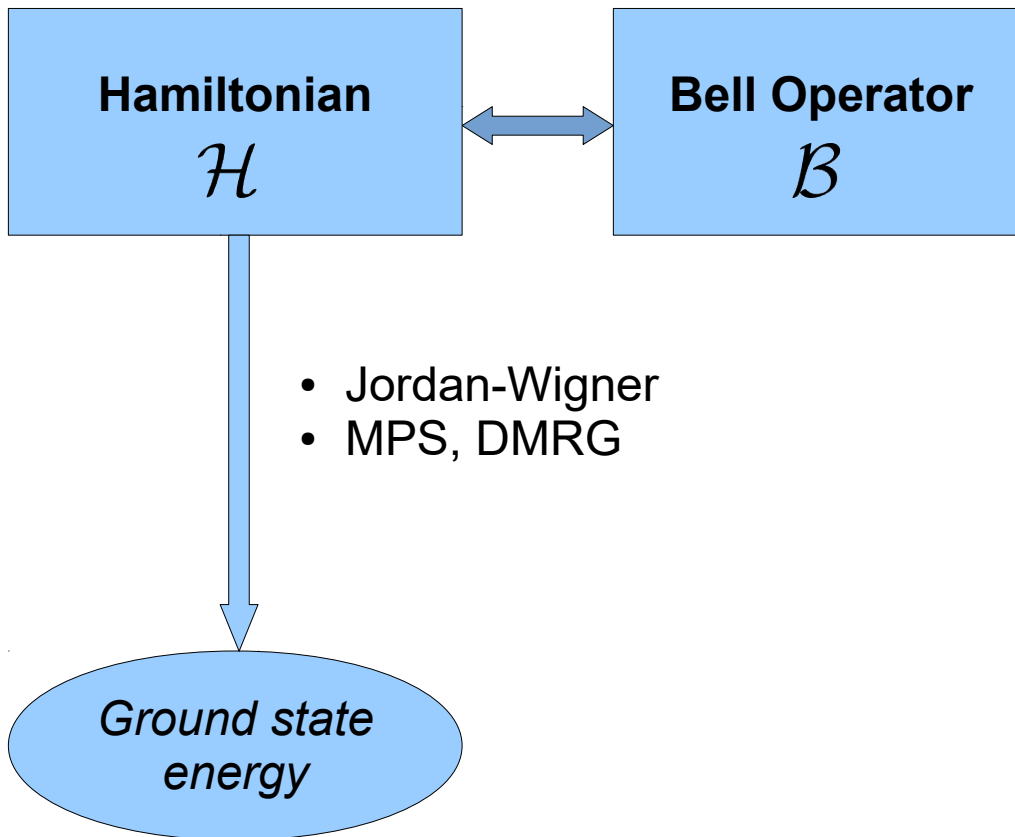 Hamiltonian
ℋ
Bell Operator
ℬ
• Jordan-Wigner
• MPS, DMRG
Ground state
energy